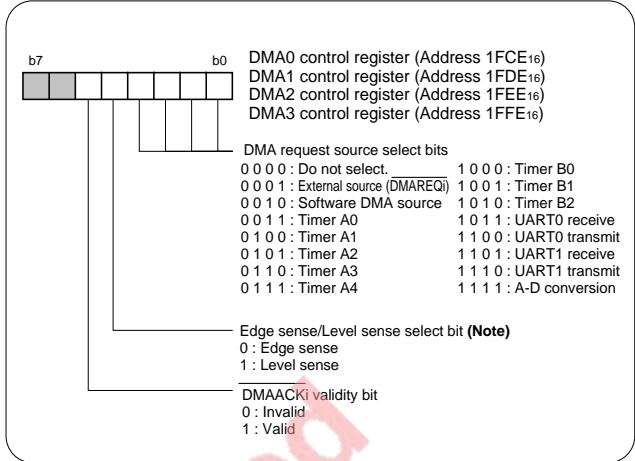 b7 b0
DMA0 control register (Address 1FCE16)
DMA1 control register (Address 1FDE16)
DMA2 control register (Address 1FEE16)
DMA3 control register (Address 1FFE16)
DMA request source select bits
0 0 0 0 : Do not select. 1 0 0 0 : Timer B0
0 0 0 1 : External source (DMAREQi) 1 0 0 1 : Timer B1
0 0 1 0 : Software DMA source 1 0 1 0 : Timer B2
0 0 1 1 : Timer A0 1 0 1 1 : UART0 receive
0 1 0 0 : Timer A1 1 1 0 0 : UART0 transmit
0 1 0 1 : Timer A2 1 1 0 1 : UART1 receive
0 1 1 0 : Timer A3 1 1 1 0 : UART1 transmit
0 1 1 1 : Timer A4 1 1 1 1 : A-D conversion
Edge sense/Level sense select bit (Note)
0 : Edge sense
1 : Level sense
DMAACKi validity bit
0 : Invalid
1 : Valid